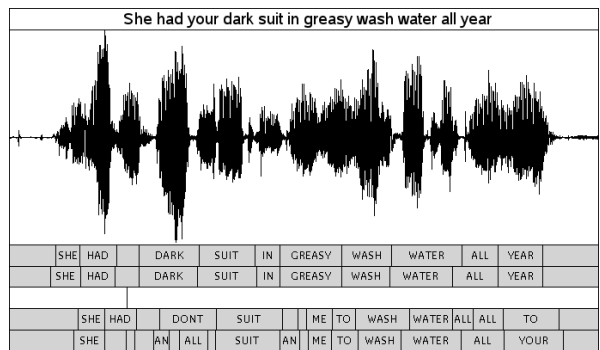 She had your dark suit in greasy wash water all year
SHE HAD DARK SUIT IN GREASY WASH WATER ALL YEAR
SHE HAD DARK SUIT IN GREASY WASH WATER ALL YEAR
SHE HAD DONT SUIT ME TO WASH WATER ALL ALL TO
SHE AN ALL SUIT AN ME TO WASH WATER ALL YOUR